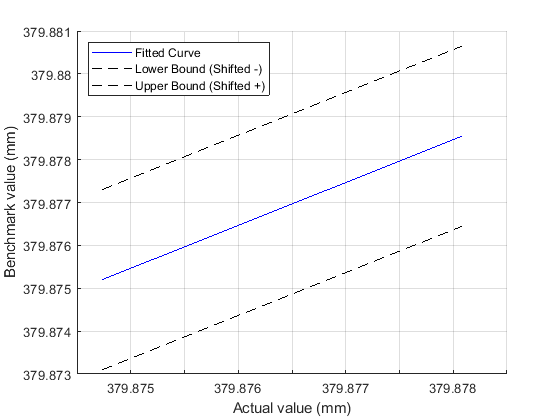 379.881
379.88
379.879
379.878
379.877
379.876
379.875
379.874
379.873
Benchmark value (mm)
Fitted Curve
Lower Bound (Shifted -)
Upper Bound (Shifted +)
379.875 379.876 379.877 379.878
Actual value (mm)